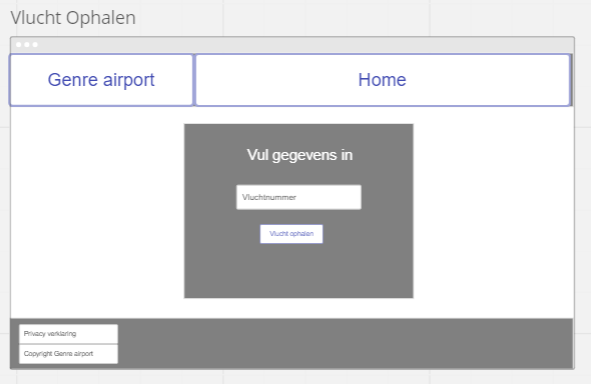 Vlucht Ophalen
Genre airport
Home
Vul gegevens in
Vluchtnummer
Vlucht ophalen
Privacy verklaring
Copyright Genre airport